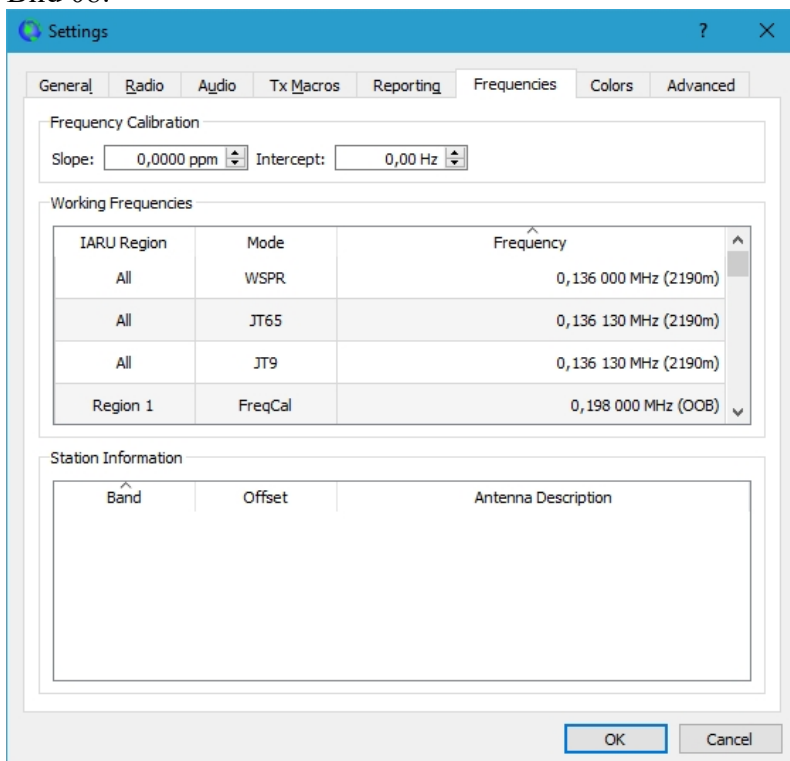 Bild 08:
Settings ?
General Radio Audio Tx Macros Reporting Frequencies Colors Advanced
Frequency Calibration
Slope: 0,0000 ppm Intercept: 0,00 Hz
Working Frequencies
IARU Region Mode Frequency
All WSPR 0,136 000 MHz (2190m)
All JT65 0,136 130 MHz (2190m)
All JT9 0,136 130 MHz (2190m)
Region 1 FreqCal 0,198 000 MHz (OOB)
Station Information
Band Offset Antenna Description
OK Cancel